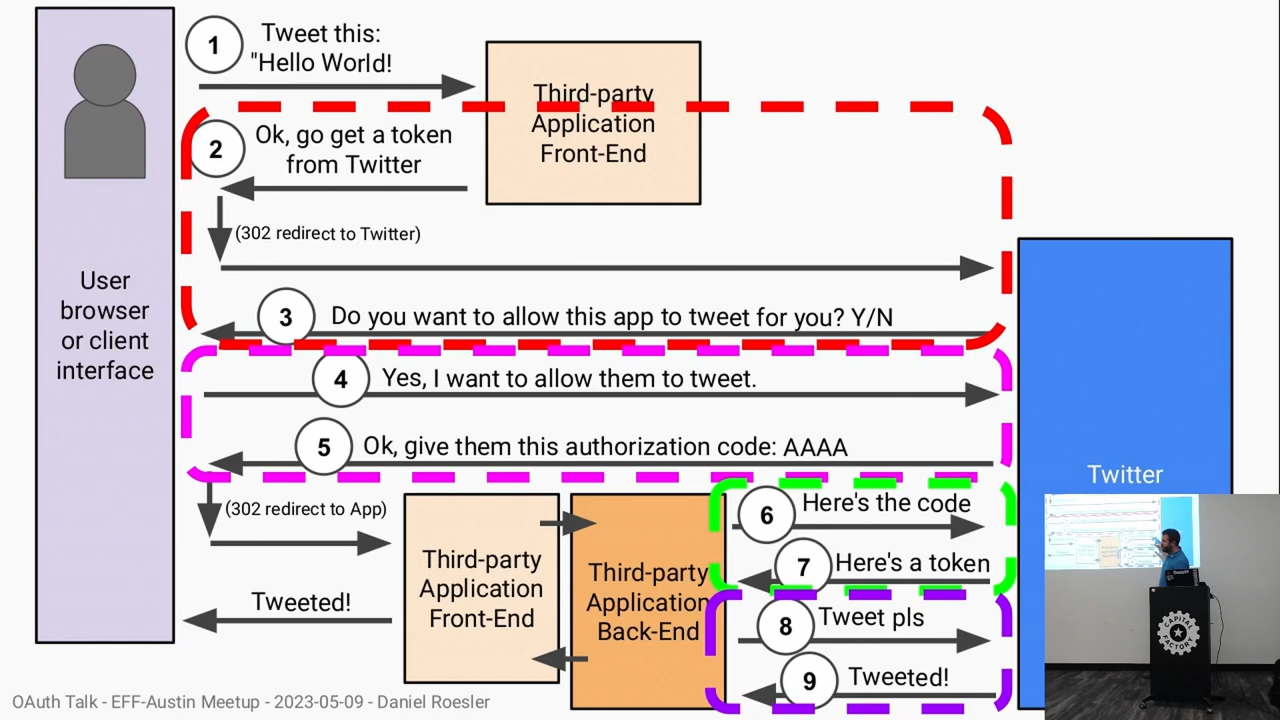 1
Tweet this:
"Hello World!
Third-party
Application
Front-End
2
Ok, go get a token
from Twitter
(302 redirect to Twitter)
User
browser
or client
interface
3
Do you want to allow this app to tweet for you? Y/N
4
Yes, I want to allow them to tweet.
5
Ok, give them this authorization code: AAAA
Twitter
(302 redirect to App)
Third-party
Application
Front-End
Third-party
Application
Back-End
6
Here's the code
7
Here's a token
8
Tweet pls
9
Tweeted!
Tweeted!
CAPITAL
FACTORY
OAuth Talk - EFF-Austin Meetup - 2023-05-09 - Daniel Roesler